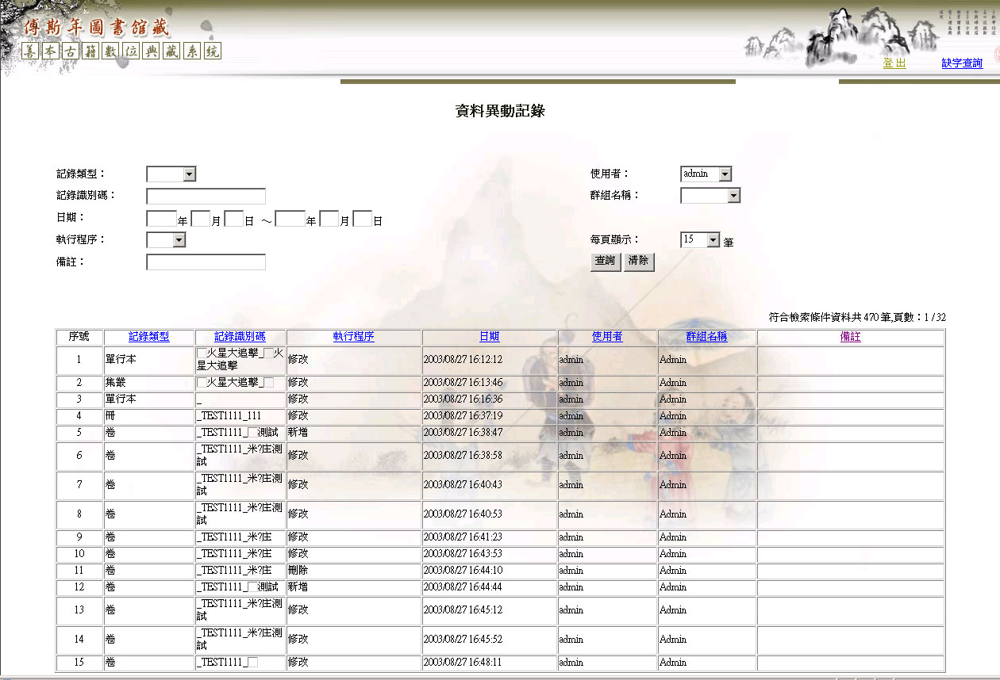 傅斯年圖書館藏
善本古籍數位典藏系統
登出 缺字查詢
資料異動記錄
記錄類型： 使用者： admin
記錄識別碼： 群組名稱：
日期： 年 月 日 ～ 年 月 日
執行程序： 每頁顯示： 15 筆
備註： 查詢 清除
符合檢索條件資料共 470 筆,頁數：1 / 32
序號 記錄類型 記錄識別碼 執行程序 日期 使用者 群組名稱 備註
1 單行本 □火星大追擊_□火星大追擊 修改 2003/08/27 16:12:12 admin Admin
2 集叢 □火星大追擊_□ 修改 2003/08/27 16:13:46 admin Admin
3 單行本 _ 修改 2003/08/27 16:16:36 admin Admin
4 冊 _TEST1111_111 修改 2003/08/27 16:37:19 admin Admin
5 卷 _TEST1111_□測試 新增 2003/08/27 16:38:47 admin Admin
6 卷 _TEST1111_米?庄測試 修改 2003/08/27 16:38:58 admin Admin
7 卷 _TEST1111_米?庄測試 修改 2003/08/27 16:40:43 admin Admin
8 卷 _TEST1111_米?庄測試 修改 2003/08/27 16:40:53 admin Admin
9 卷 _TEST1111_米?庄 修改 2003/08/27 16:41:23 admin Admin
10 卷 _TEST1111_米?庄 修改 2003/08/27 16:43:53 admin Admin
11 卷 _TEST1111_米?庄 刪除 2003/08/27 16:44:10 admin Admin
12 卷 _TEST1111_□測試 新增 2003/08/27 16:44:44 admin Admin
13 卷 _TEST1111_米?庄測試 修改 2003/08/27 16:45:12 admin Admin
14 卷 _TEST1111_米?庄測試 修改 2003/08/27 16:45:52 admin Admin
15 卷 _TEST1111_□ 修改 2003/08/27 16:48:11 admin Admin